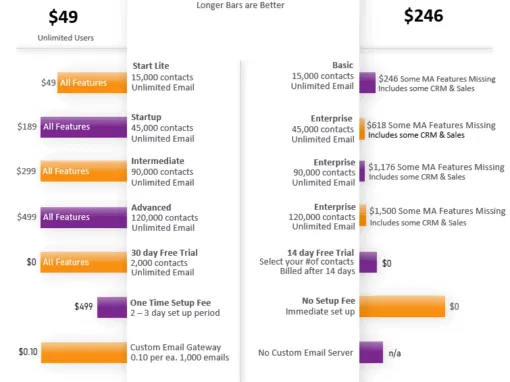 Longer Bars are Better
$49
Unlimited Users
$246
$49
All Features
Start Lite
15,000 contacts
Unlimited Email
Basic
15,000 contacts
Unlimited Email
$246 Some MA Features Missing
Includes some CRM & Sales
$189
All Features
Startup
45,000 contacts
Unlimited Email
Enterprise
45,000 contacts
Unlimited Email
$618 Some MA Features Missing
Includes some CRM & Sales
$299
All Features
Intermediate
90,000 contacts
Unlimited Email
Enterprise
90,000 contacts
Unlimited Email
$1,176 Some MA Features Missing
Includes some CRM & Sales
$499
All Features
Advanced
120,000 contacts
Unlimited Email
Enterprise
120,000 contacts
Unlimited Email
$1,500 Some MA Features Missing
Includes some CRM & Sales
$0
All Features
30 day Free Trial
2,000 contacts
Unlimited Email
14 day Free Trial
Select your #of contacts
Billed after 14 days
$0
$499
One Time Setup Fee
2 – 3 day set up period
No Setup Fee
Immediate set up
$0
$0.10
Custom Email Gateway
0.10 per ea. 1,000 emails
No Custom Email Server
n/a